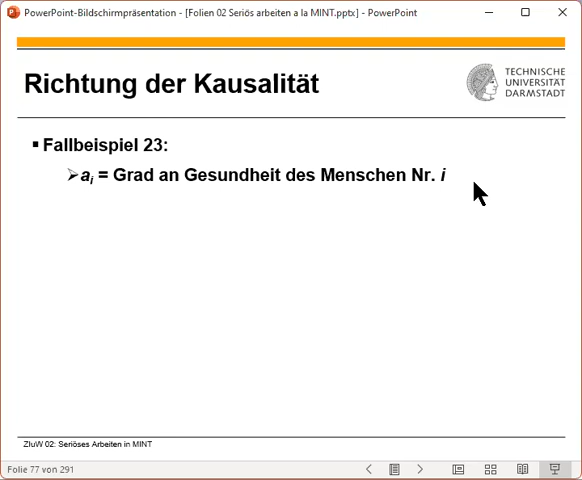 PowerPoint-Bildschirmpräsentation - [Folien 02 Seriös arbeiten a la MINT.pptx] - PowerPoint
Richtung der Kausalität
TECHNISCHE
UNIVERSITÄT
DARMSTADT
▪ Fallbeispiel 23:
➢ ai = Grad an Gesundheit des Menschen Nr. i
ZIuW 02: Seriöses Arbeiten in MINT
Folie 77 von 291